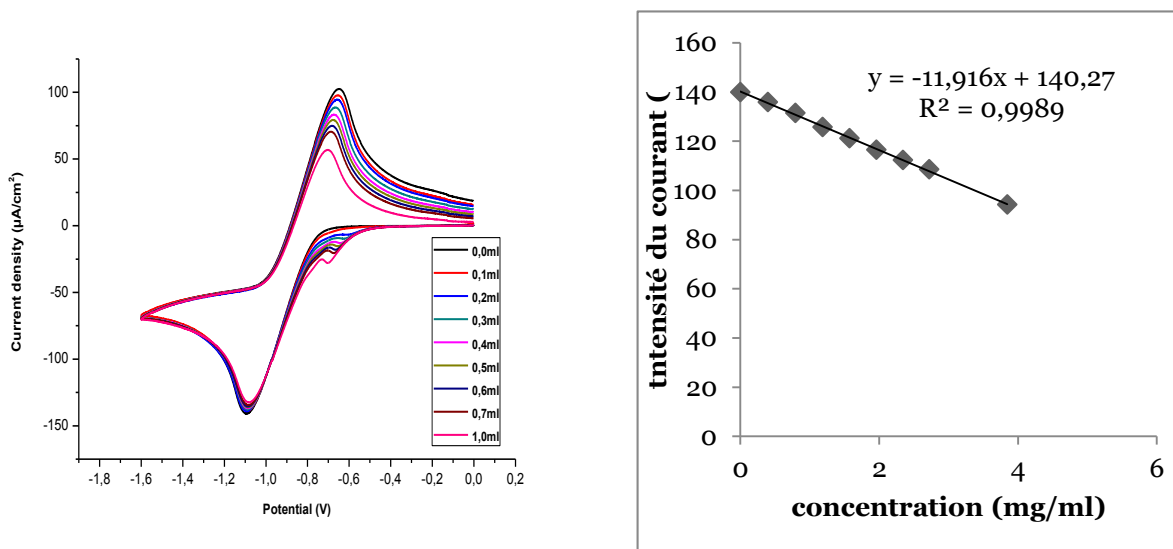 100
50
0
-50
-100
-150
Current density (µA/cm²)
0,0ml
0,1ml
0,2ml
0,3ml
0,4ml
0,5ml
0,6ml
0,7ml
1,0ml
-1,8 -1,6 -1,4 -1,2 -1,0 -0,8 -0,6 -0,4 -0,2 0,0 0,2
Potential (V)
160
140
120
100
80
60
40
20
0
tntensité du courant (
y = -11,916x + 140,27
R² = 0,9989
0 2 4 6
concentration (mg/ml)